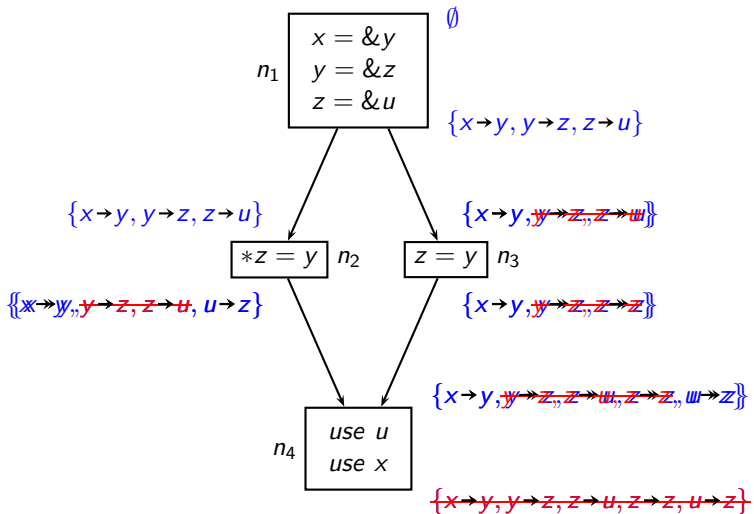 ∅
x = &y
n₁ y = &z
z = &u
{x→y, y→z, z→u}
{x→y, y→z, z→u} {x→y, y→z, z→u}
*z = y n₂ z = y n₃
{x→y, y→z, z→u, u→z} {x→y, y→z, z→z}
{x→y, y→z, z→u, z→z, u→z}
use u
n₄ use x
{x→y, y→z, z→u, z→z, u→z}